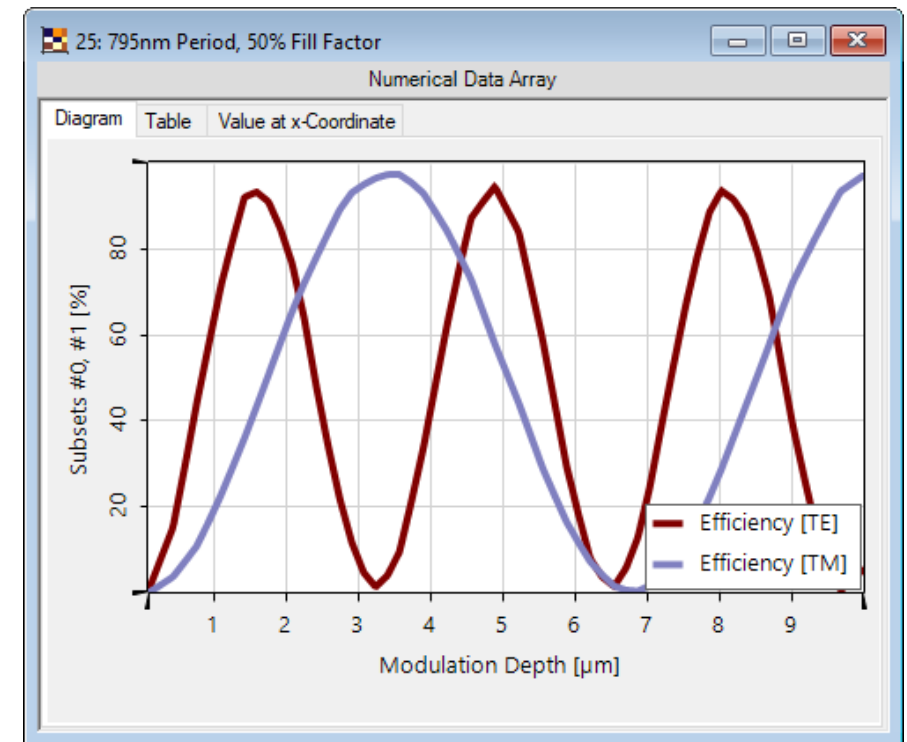 25: 795nm Period, 50% Fill Factor
Numerical Data Array
Diagram Table Value at x-Coordinate
Subsets #0, #1 [%]
80
60
40
20
Efficiency [TE]
Efficiency [TM]
1 2 3 4 5 6 7 8 9
Modulation Depth [µm]